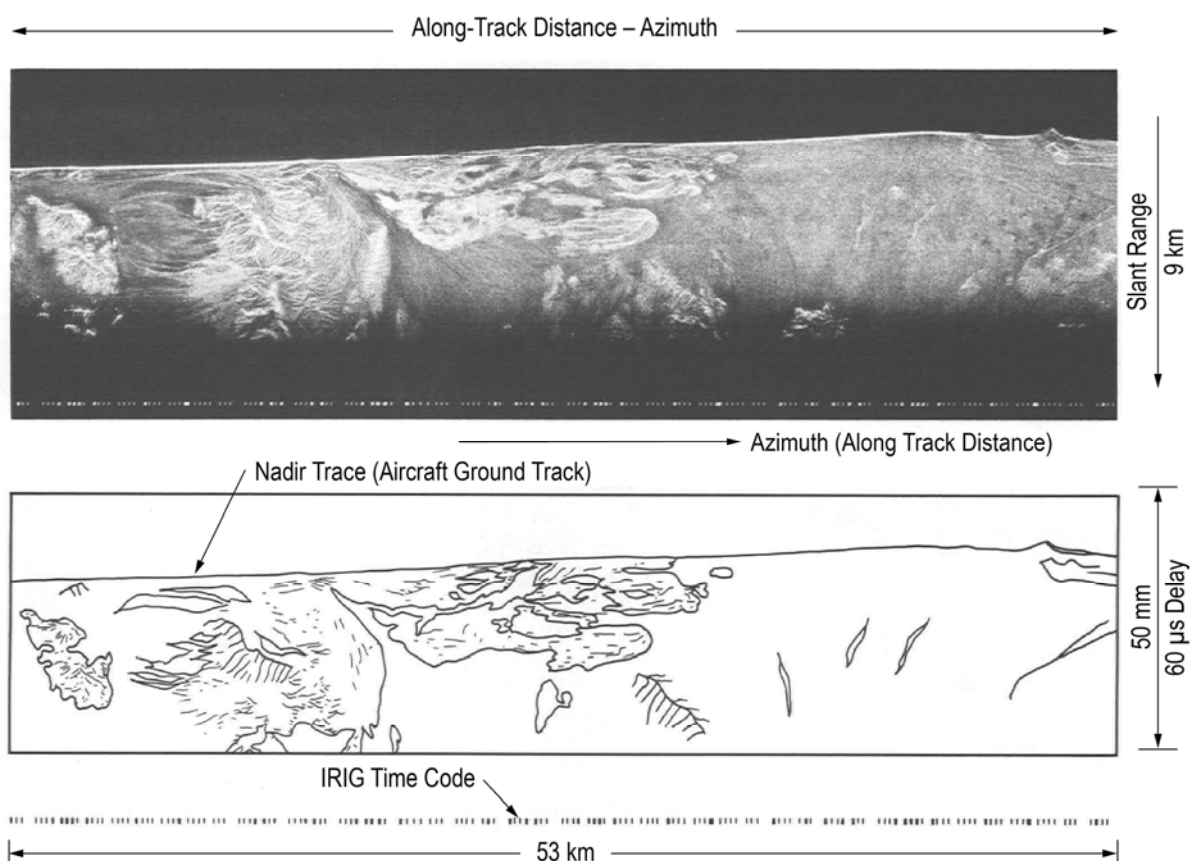 Along-Track Distance – Azimuth
Slant Range
9 km
Azimuth (Along Track Distance)
Nadir Trace (Aircraft Ground Track)
50 mm
60 µs Delay
IRIG Time Code
53 km